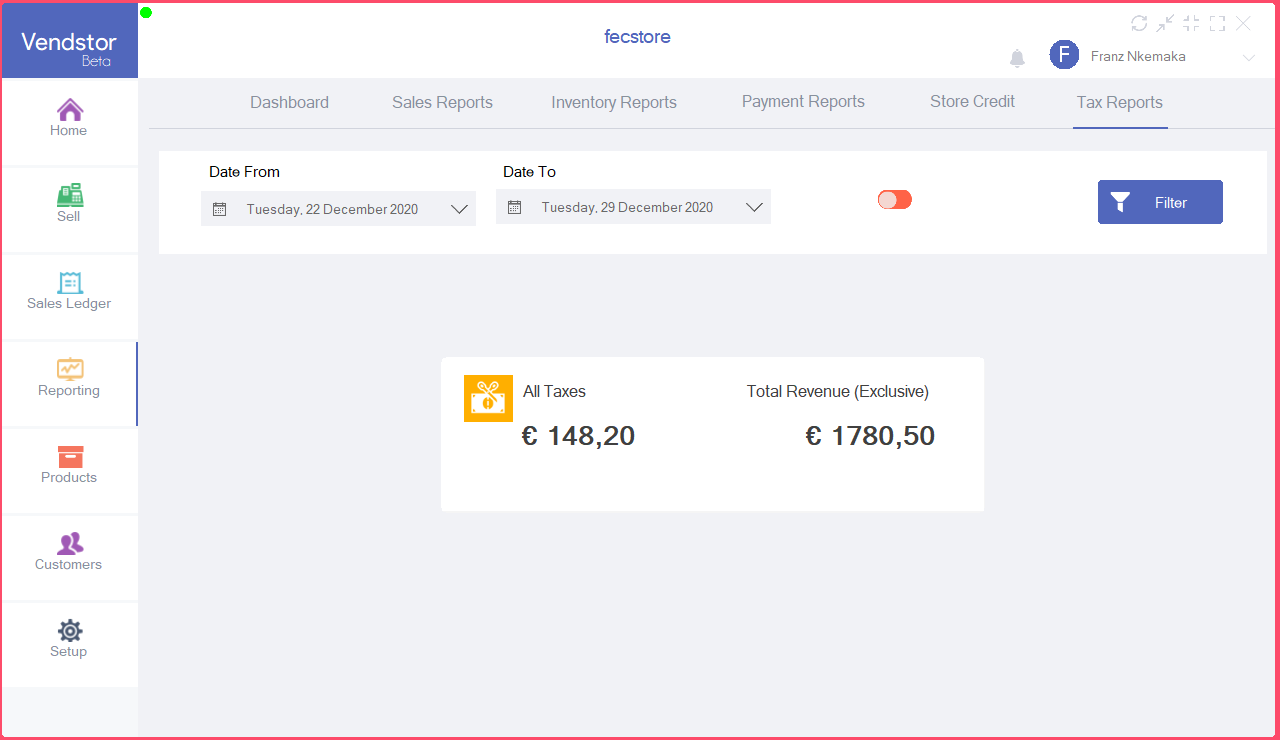 Vendstor
Beta
fecstore
F
Franz Nkemaka
Home
Sell
Sales Ledger
Reporting
Products
Customers
Setup
Dashboard
Sales Reports
Inventory Reports
Payment Reports
Store Credit
Tax Reports
Date From
Date To
Tuesday, 22 December 2020
Tuesday, 29 December 2020
Filter
All Taxes
Total Revenue (Exclusive)
€ 148,20
€ 1780,50